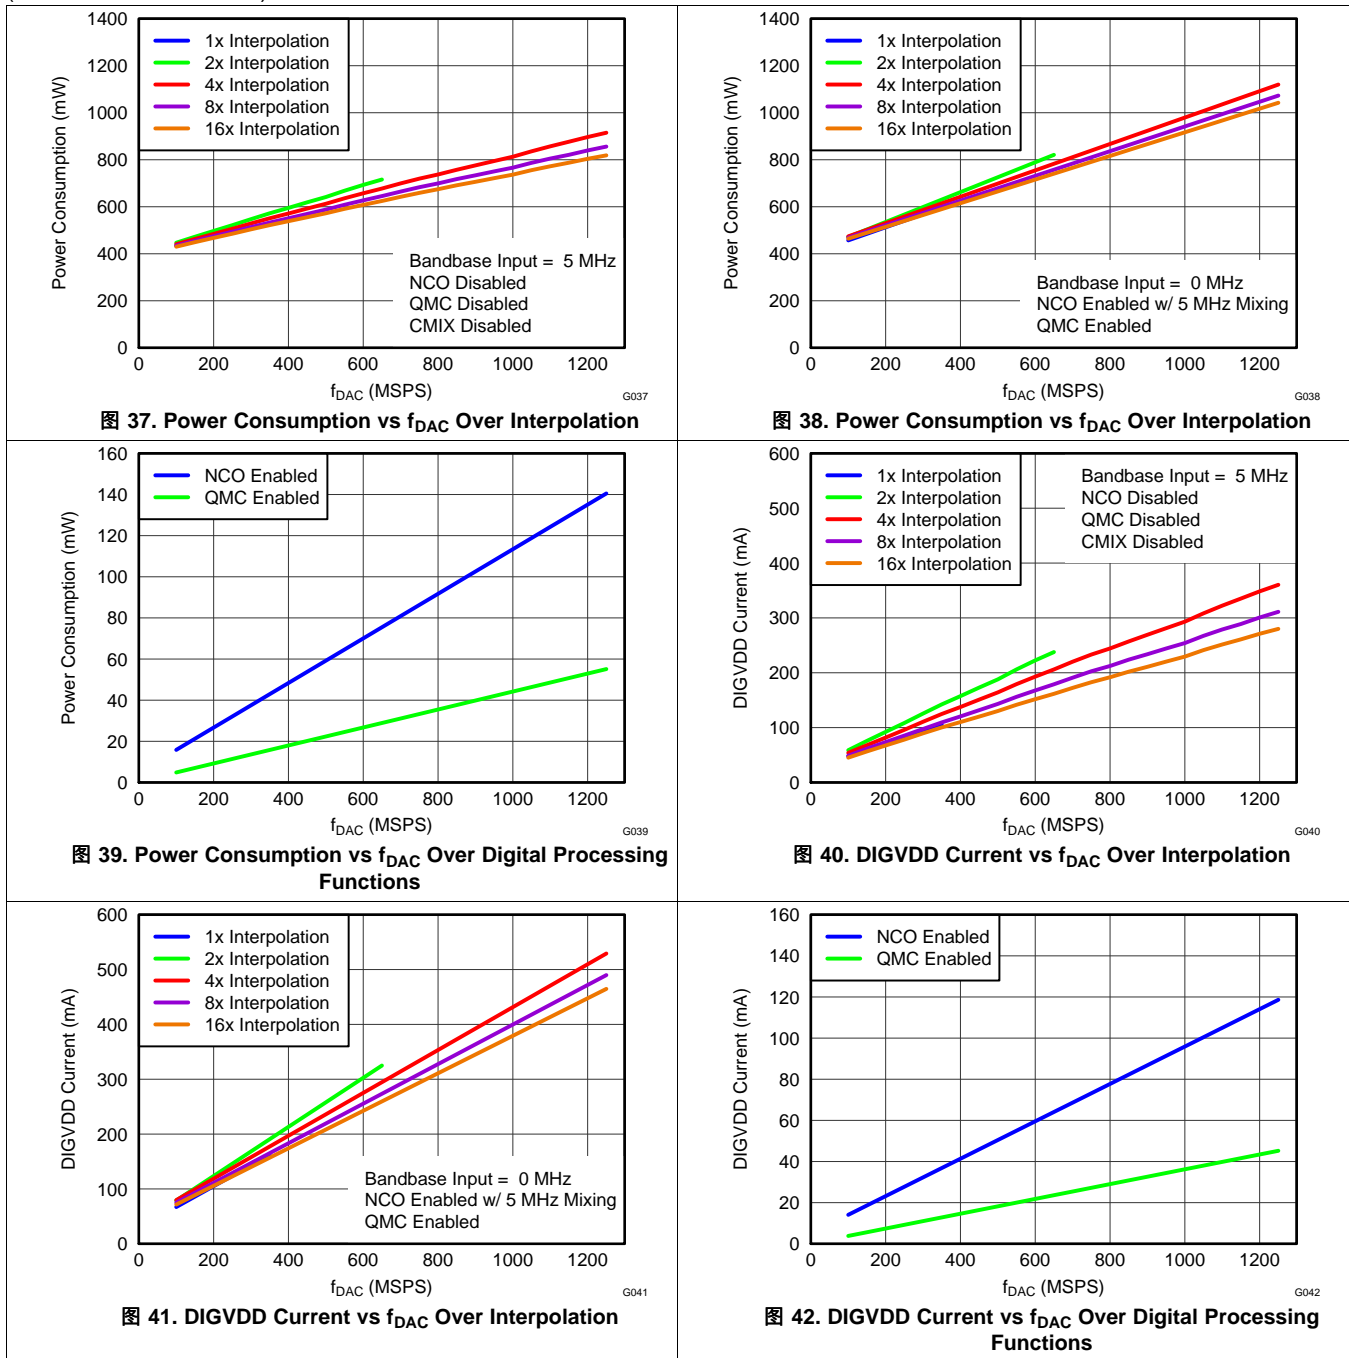 1400
1200
1000
800
600
400
200
0
0 200 400 600 800 1000 1200
Power Consumption (mW)
1x Interpolation
2x Interpolation
4x Interpolation
8x Interpolation
16x Interpolation
Bandbase Input = 5 MHz
NCO Disabled
QMC Disabled
CMIX Disabled
fDAC (MSPS)
G037
图 37. Power Consumption vs fDAC Over Interpolation
1400
1200
1000
800
600
400
200
0
0 200 400 600 800 1000 1200
Power Consumption (mW)
1x Interpolation
2x Interpolation
4x Interpolation
8x Interpolation
16x Interpolation
Bandbase Input = 0 MHz
NCO Enabled w/ 5 MHz Mixing
QMC Enabled
fDAC (MSPS)
G038
图 38. Power Consumption vs fDAC Over Interpolation
160
140
120
100
80
60
40
20
0
0 200 400 600 800 1000 1200
Power Consumption (mW)
NCO Enabled
QMC Enabled
fDAC (MSPS)
G039
图 39. Power Consumption vs fDAC Over Digital Processing
Functions
600
500
400
300
200
100
0
0 200 400 600 800 1000 1200
DIGVDD Current (mA)
1x Interpolation
2x Interpolation
4x Interpolation
8x Interpolation
16x Interpolation
Bandbase Input = 5 MHz
NCO Disabled
QMC Disabled
CMIX Disabled
fDAC (MSPS)
G040
图 40. DIGVDD Current vs fDAC Over Interpolation
600
500
400
300
200
100
0
0 200 400 600 800 1000 1200
DIGVDD Current (mA)
1x Interpolation
2x Interpolation
4x Interpolation
8x Interpolation
16x Interpolation
Bandbase Input = 0 MHz
NCO Enabled w/ 5 MHz Mixing
QMC Enabled
fDAC (MSPS)
G041
图 41. DIGVDD Current vs fDAC Over Interpolation
160
140
120
100
80
60
40
20
0
0 200 400 600 800 1000 1200
DIGVDD Current (mA)
NCO Enabled
QMC Enabled
fDAC (MSPS)
G042
图 42. DIGVDD Current vs fDAC Over Digital Processing
Functions